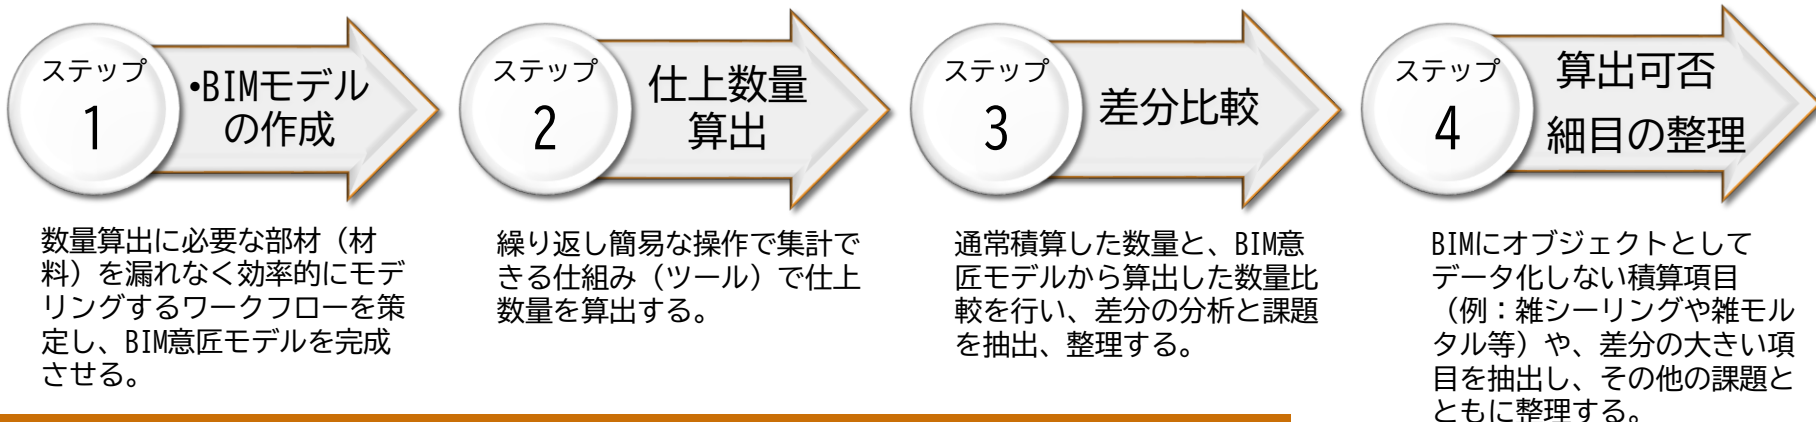 ステップ
1
•BIMモデル
の作成
数量算出に必要な部材（材
料）を漏れなく効率的にモデ
リングするワークフローを策
定し、BIM意匠モデルを完成
させる。
ステップ
2
仕上数量
算出
繰り返し簡易な操作で集計で
きる仕組み（ツール）で仕上
数量を算出する。
ステップ
3
差分比較
通常積算した数量と、BIM意
匠モデルから算出した数量比
較を行い、差分の分析と課題
を抽出、整理する。
ステップ
4
算出可否
細目の整理
BIMにオブジェクトとして
データ化しない積算項目
（例：雑シーリングや雑モル
タル等）や、差分の大きい項
目を抽出し、その他の課題と
ともに整理する。